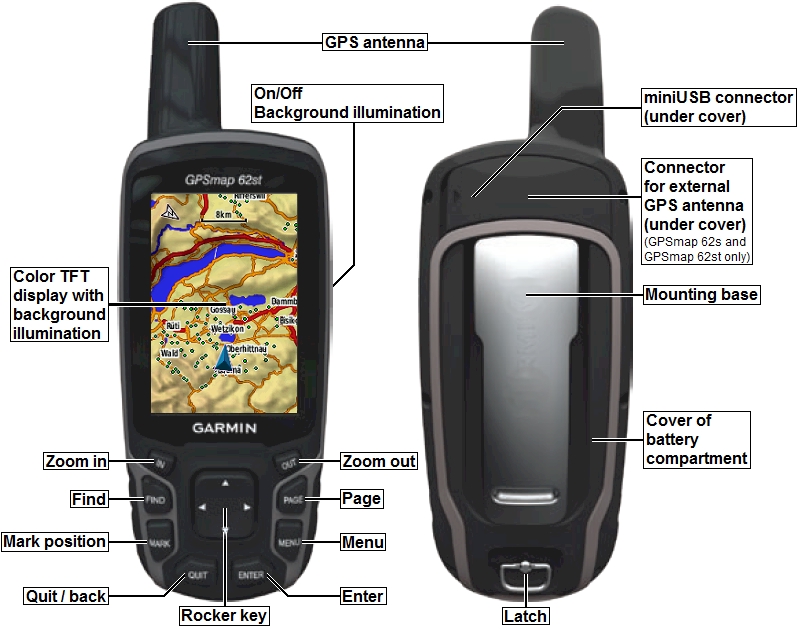 GPS antenna
On/Off
Background illumination
miniUSB connector
(under cover)
Connector
for external
GPS antenna
(under cover)
(GPSmap 62s and
GPSmap 62st only)
GPSmap 62st
Rifferswil
8km
Color TFT
display with
background
illumination
Gossau
Dammb
Rüti
Wetzikon
Bisik
Wald
Oberhittnau
Mounting base
GARMIN
Cover of
battery
compartment
Zoom in
IN
OUT
Zoom out
Find
FIND
PAGE
Page
Mark position
MARK
MENU
Menu
QUIT
ENTER
Quit / back
Rocker key
Enter
Latch